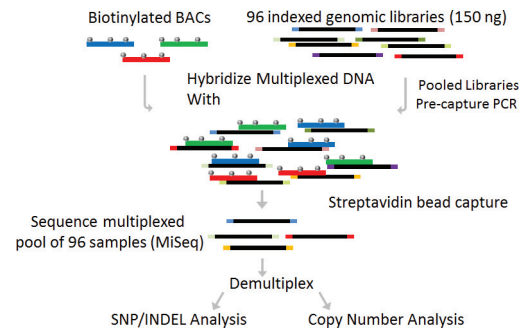 Biotinylated BACs
96 indexed genomic libraries (150 ng)
Hybridize Multiplexed DNA
With
Pooled Libraries
Pre-capture PCR
Streptavidin bead capture
Sequence multiplexed
pool of 96 samples (MiSeq)
Demultiplex
SNP/INDEL Analysis
Copy Number Analysis